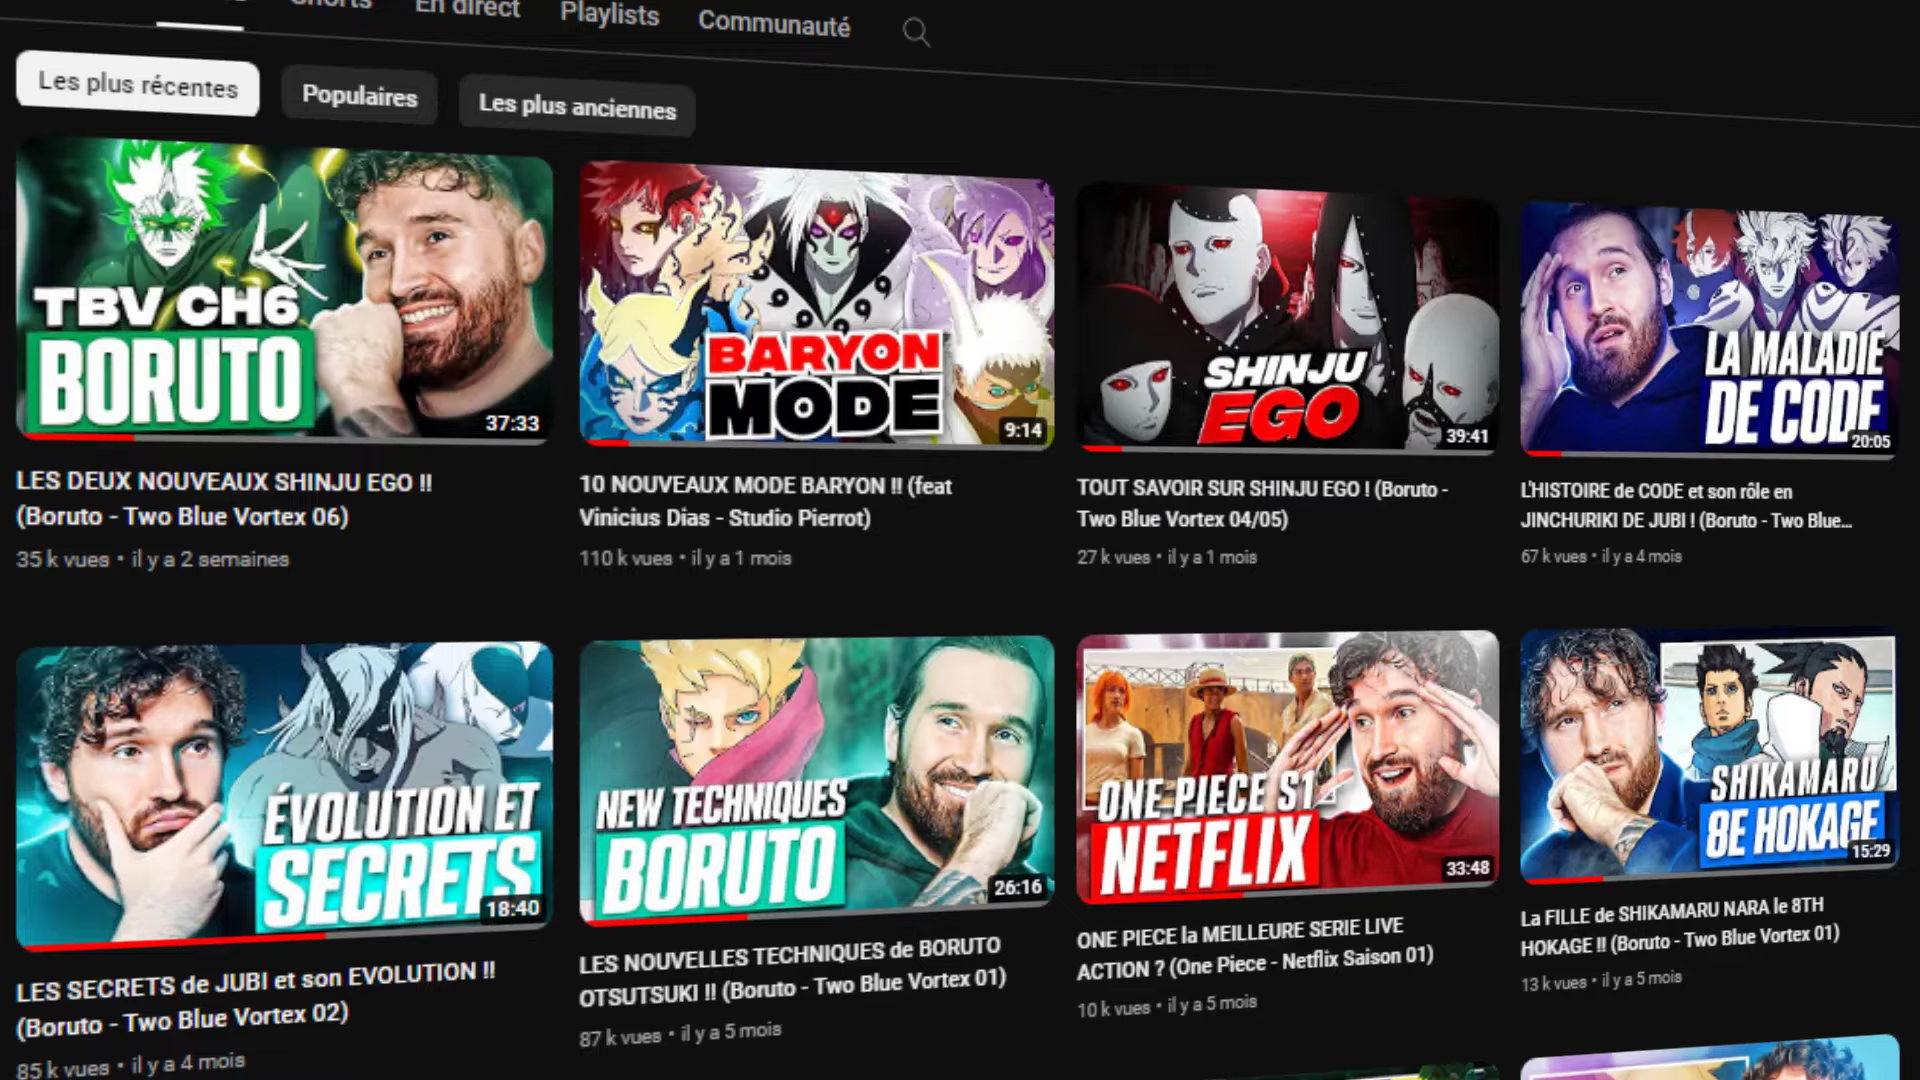 Shorts
En direct
Playlists
Communauté
Les plus récentes
Populaires
Les plus anciennes
TBV CH6
BORUTO
37:33
BARYON
MODE
9:14
SHINJU
EGO
39:41
LA MALADIE
DE CODE
20:05
LES DEUX NOUVEAUX SHINJU EGO !!
(Boruto - Two Blue Vortex 06)
35 k vues • il y a 2 semaines
10 NOUVEAUX MODE BARYON !! (feat
Vinicius Dias - Studio Pierrot)
110 k vues • il y a 1 mois
TOUT SAVOIR SUR SHINJU EGO ! (Boruto -
Two Blue Vortex 04/05)
27 k vues • il y a 1 mois
L'HISTOIRE de CODE et son rôle en
JINCHURIKI DE JUBI ! (Boruto - Two Blue...
67 k vues • il y a 4 mois
ÉVOLUTION ET
SECRETS
18:40
NEW TECHNIQUES
BORUTO
26:16
ONE PIECE S1
NETFLIX
33:48
SHIKAMARU
8E HOKAGE
15:29
LES SECRETS de JUBI et son EVOLUTION !!
(Boruto - Two Blue Vortex 02)
85 k vues • il y a 4 mois
LES NOUVELLES TECHNIQUES de BORUTO
OTSUTSUKI !! (Boruto - Two Blue Vortex 01)
87 k vues • il y a 5 mois
ONE PIECE la MEILLEURE SERIE LIVE
ACTION ? (One Piece - Netflix Saison 01)
10 k vues • il y a 5 mois
La FILLE de SHIKAMARU NARA le 8TH
HOKAGE !! (Boruto - Two Blue Vortex 01)
13 k vues • il y a 5 mois